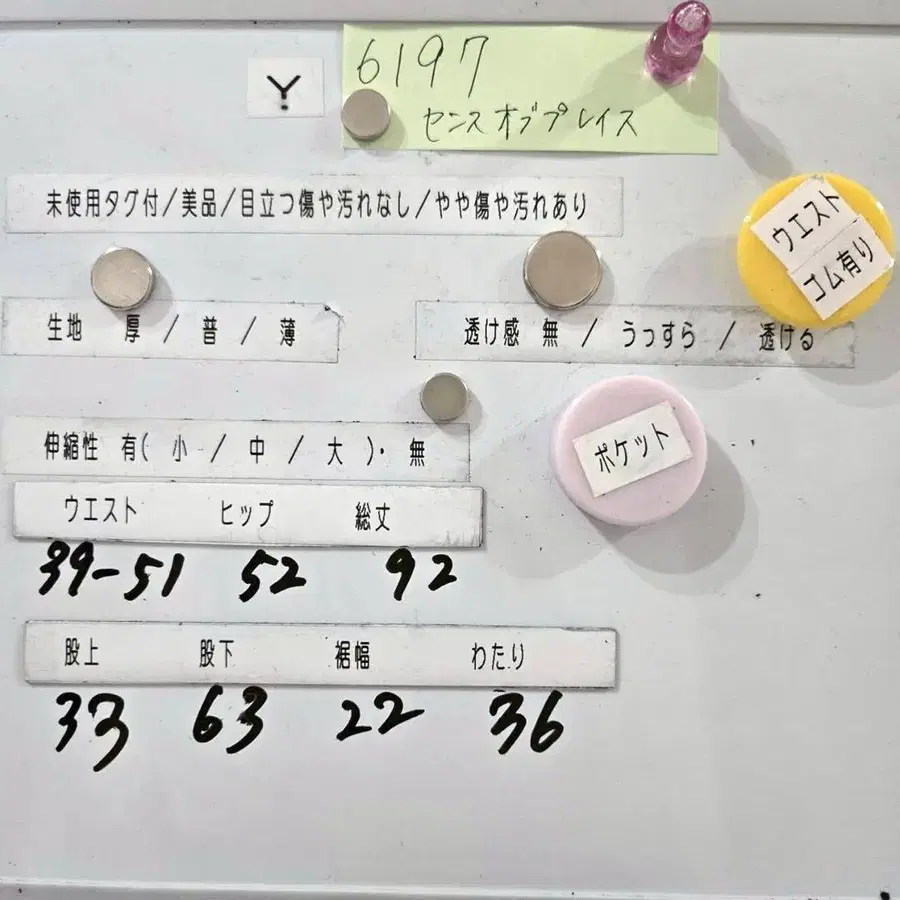 Y
6197
センスオブプレイス
未使用タグ付/美品/目立つ傷や汚れなし/やや傷や汚れあり
ウエスト
ゴム有り
生地 厚 / 普 / 薄
透け感 無 / うっすら / 透ける
伸縮性 有( 小 / 中 / 大 )・ 無
ポケット
ウエスト ヒップ 総丈
39-51 52 92
股上 股下 裾幅 わたり
33 63 22 36